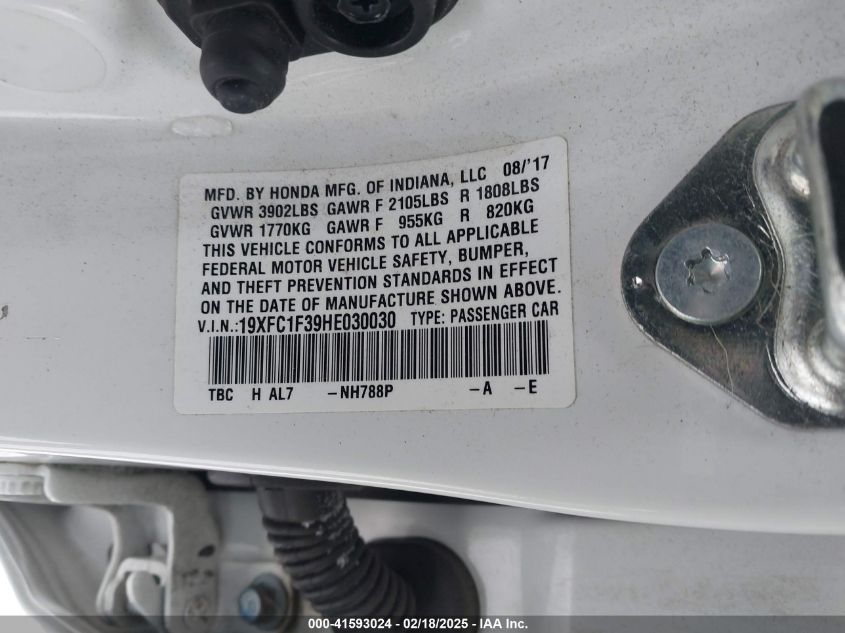 MFD. BY HONDA MFG. OF INDIANA, LLC 08/'17
GVWR 3902LBS GAWR F 2105LBS R 1808LBS
GVWR 1770KG GAWR F 955KG R 820KG
THIS VEHICLE CONFORMS TO ALL APPLICABLE
FEDERAL MOTOR VEHICLE SAFETY, BUMPER,
AND THEFT PREVENTION STANDARDS IN EFFECT
ON THE DATE OF MANUFACTURE SHOWN ABOVE.
V.I.N.:19XFC1F39HE030030 TYPE: PASSENGER CAR
TBC H AL7 -NH788P -A -E
000-41593024 - 02/18/2025 - IAA Inc.